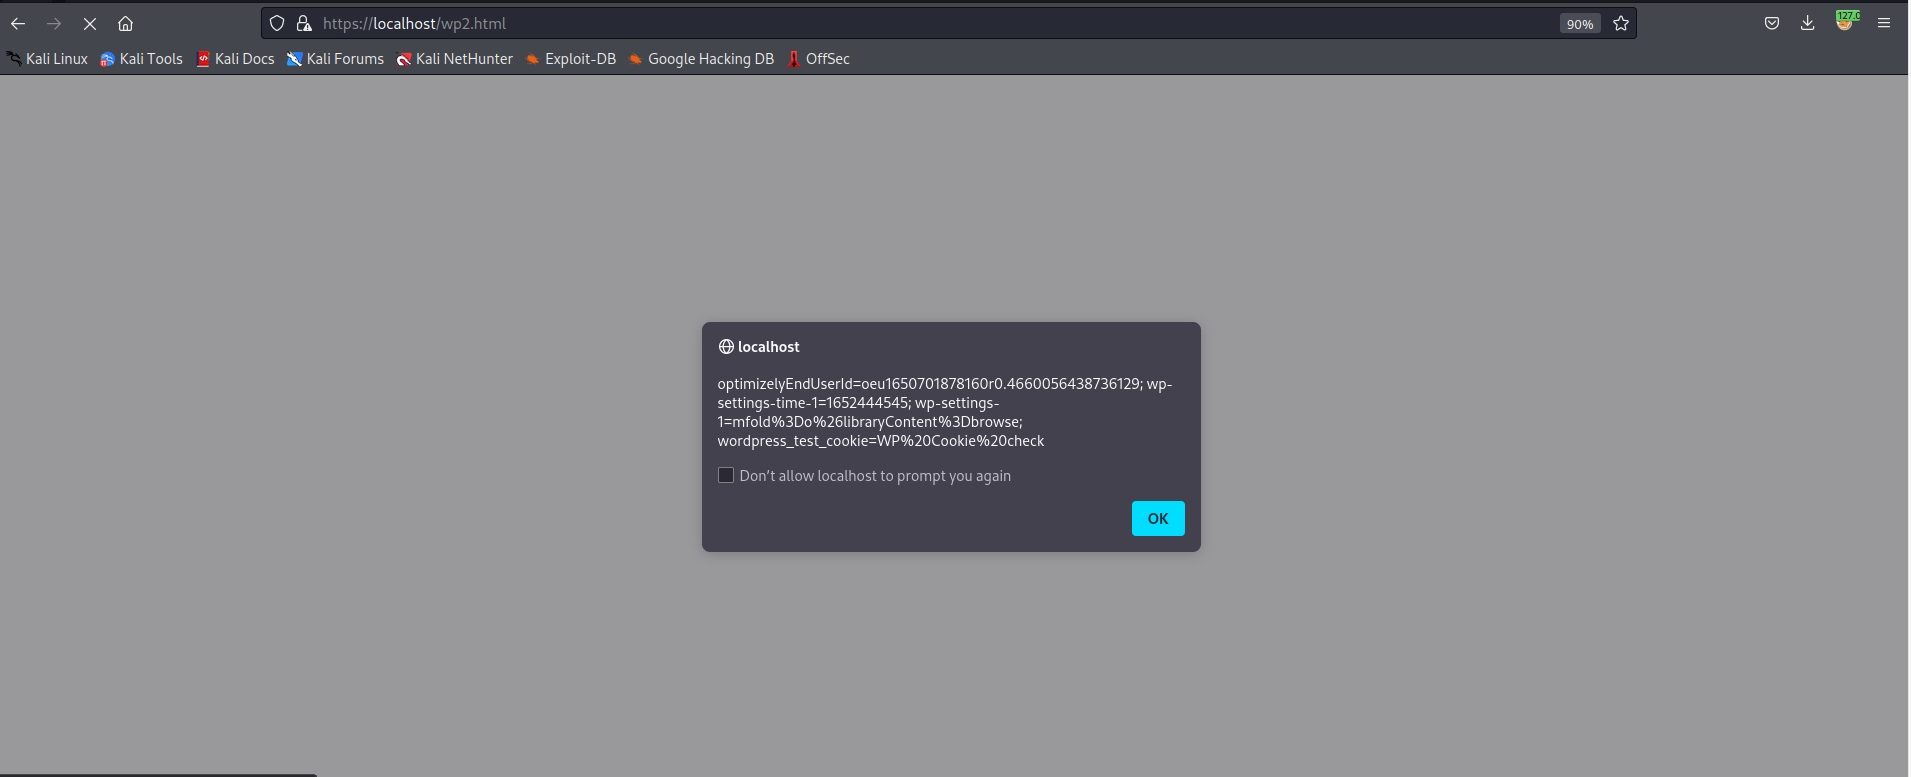 https://localhost/wp2.html
90%
127.0
Kali Linux Kali Tools Kali Docs Kali Forums Kali NetHunter Exploit-DB Google Hacking DB OffSec
localhost
optimizelyEndUserId=oeu1650701878160r0.4660056438736129; wp-
settings-time-1=1652444545; wp-settings-
1=mfold%3Do%26libraryContent%3Dbrowse;
wordpress_test_cookie=WP%20Cookie%20check
Don’t allow localhost to prompt you again
OK